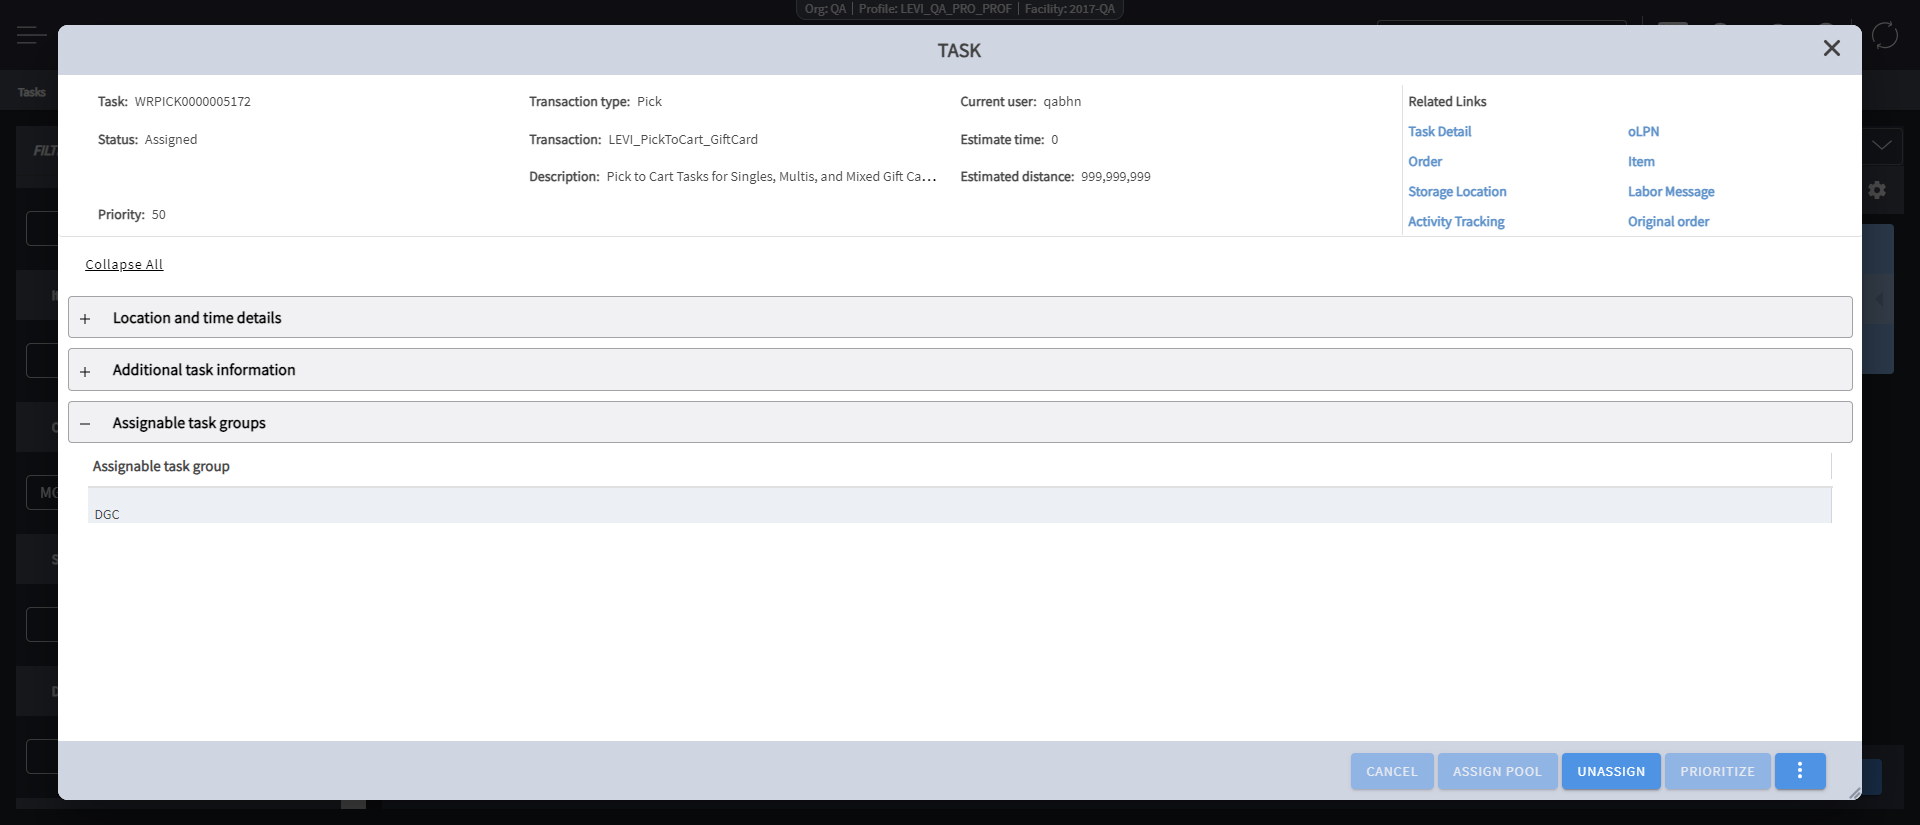 Org: QA | Profile: LEVI_QA_PRO_PROF | Facility: 2017-QA
TASK
Tasks
Task: WRPICK0000005172
Transaction type: Pick
Current user: qabhn
Related Links
Status: Assigned
Transaction: LEVI_PickToCart_GiftCard
Estimate time: 0
Task Detail
oLPN
Order
Item
Description: Pick to Cart Tasks for Singles, Multis, and Mixed Gift Ca...
Estimated distance: 999,999,999
Storage Location
Labor Message
Priority: 50
Activity Tracking
Original order
Collapse All
Location and time details
Additional task information
Assignable task groups
Assignable task group
DGC
CANCEL
ASSIGN POOL
UNASSIGN
PRIORITIZE